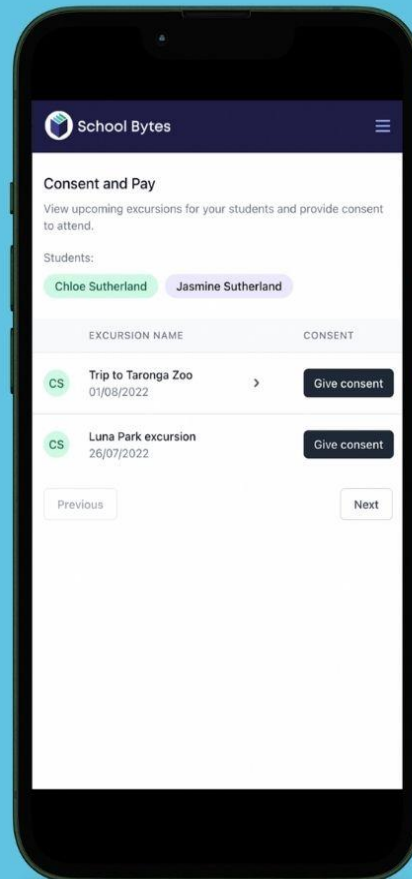 School Bytes
Consent and Pay
View upcoming excursions for your students and provide consent
to attend.
Students:
Chloe Sutherland Jasmine Sutherland
EXCURSION NAME CONSENT
CS Trip to Taronga Zoo > Give consent
01/08/2022
CS Luna Park excursion Give consent
26/07/2022
Previous Next